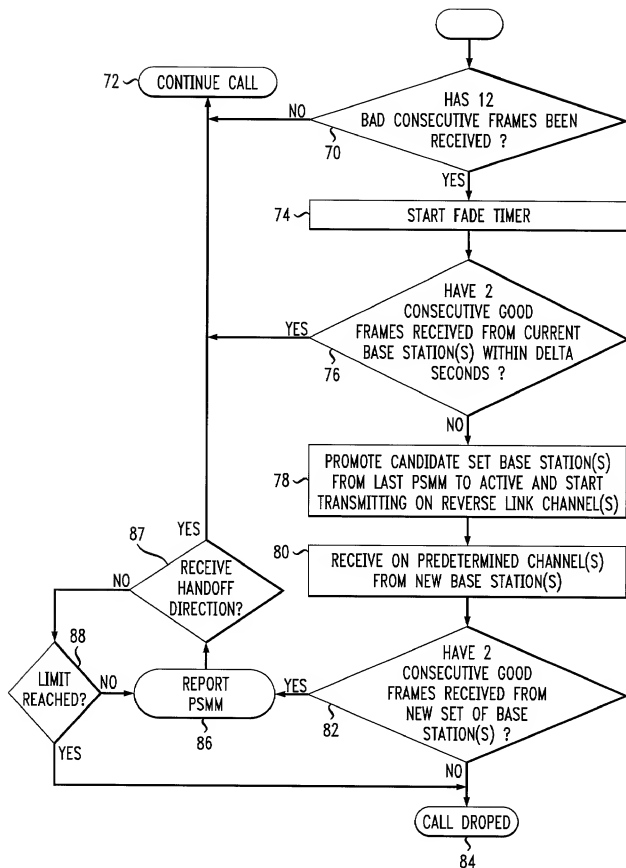 72
CONTINUE CALL
HAS 12
BAD CONSECUTIVE FRAMES BEEN
RECEIVED ?
NO
70
YES
74
START FADE TIMER
HAVE 2
CONSECUTIVE GOOD
FRAMES RECEIVED FROM CURRENT
BASE STATION(S) WITHIN DELTA
SECONDS ?
YES
76
NO
78
PROMOTE CANDIDATE SET BASE STATION(S)
FROM LAST PSMM TO ACTIVE AND START
TRANSMITTING ON REVERSE LINK CHANNEL(S)
80
RECEIVE ON PREDETERMINED CHANNEL(S)
FROM NEW BASE STATION(S)
YES
87
RECEIVE
HANDOFF
DIRECTION?
NO
88
LIMIT
REACHED?
NO
YES
REPORT
PSMM
86
HAVE 2
CONSECUTIVE GOOD
FRAMES RECEIVED FROM
NEW SET OF BASE
STATION(S) ?
YES
82
NO
CALL DROPED
84